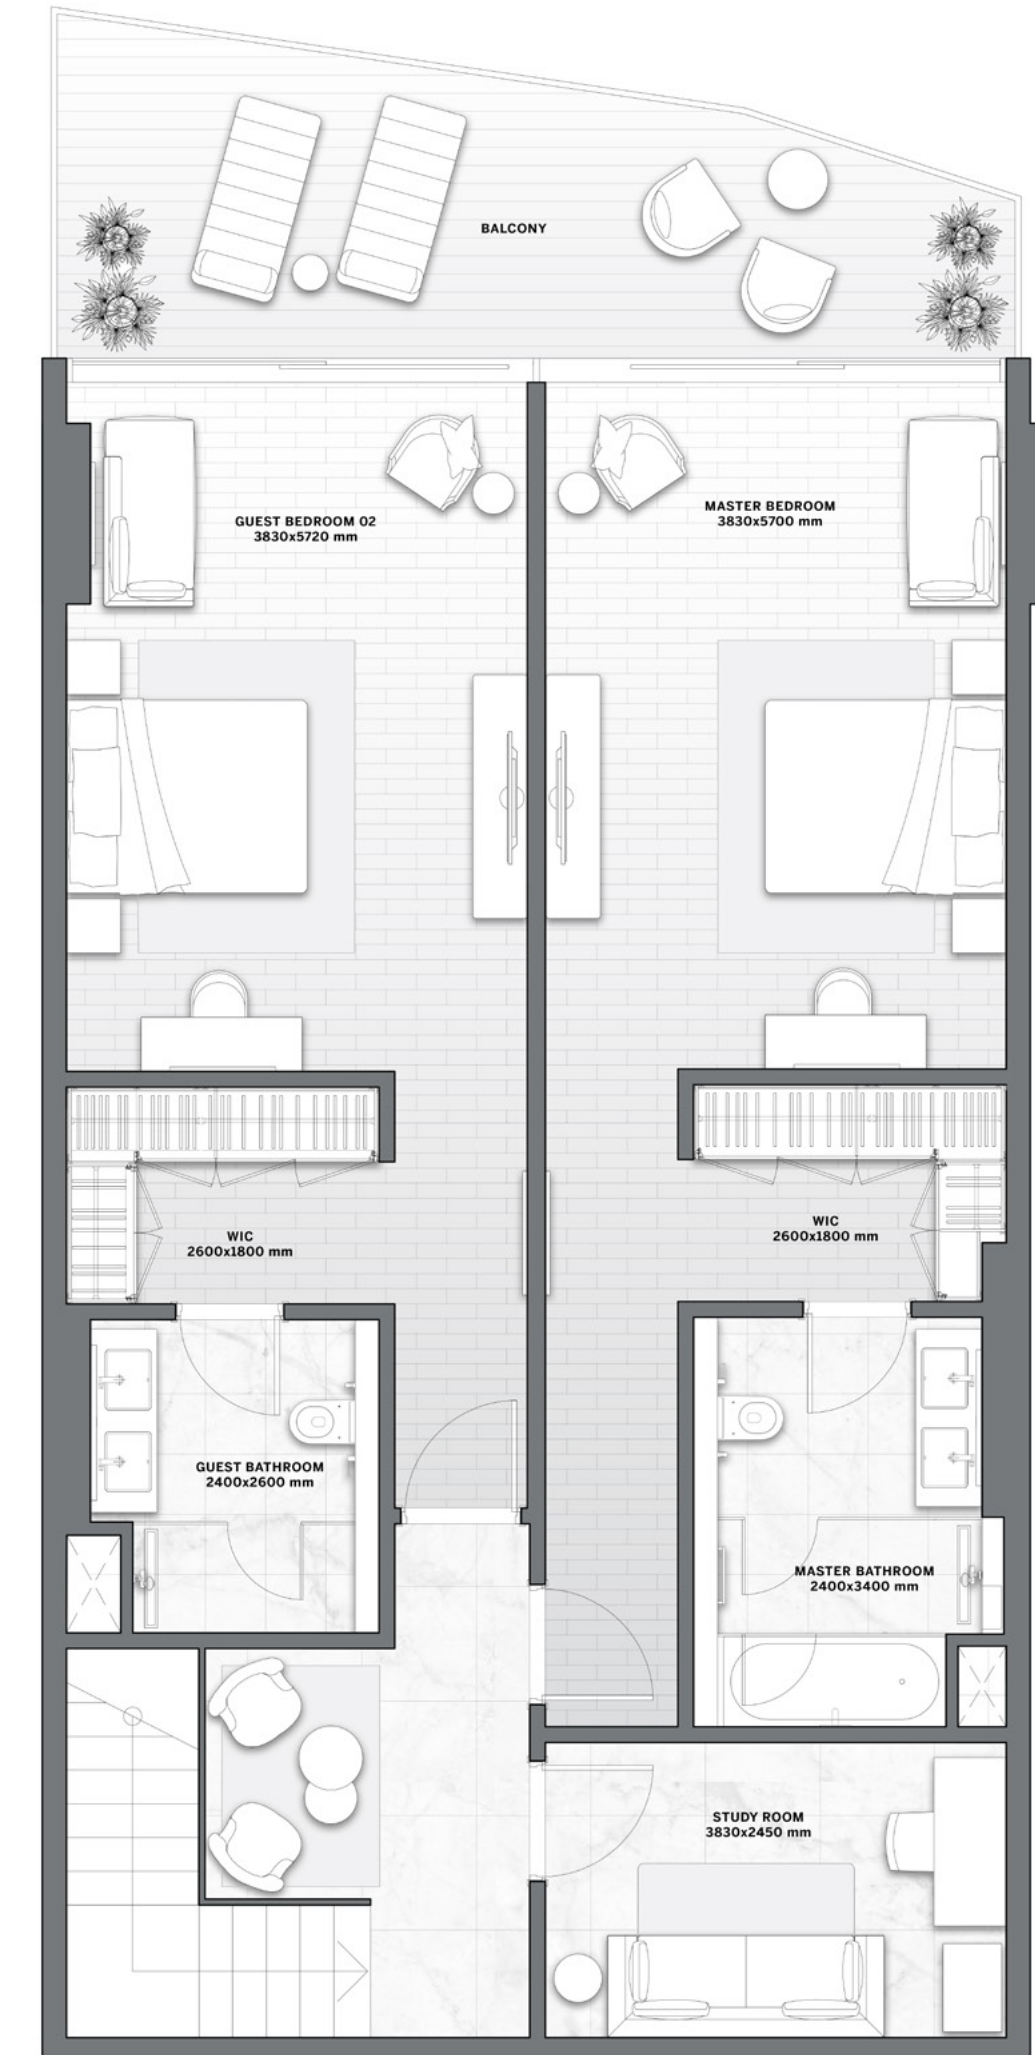 BALCONY
GUEST BEDROOM 02
3830x5720 mm
MASTER BEDROOM
3830x5700 mm
WIC
2600x1800 mm
WIC
2600x1800 mm
GUEST BATHROOM
2400x2600 mm
MASTER BATHROOM
2400x3400 mm
STUDY ROOM
3830x2450 mm